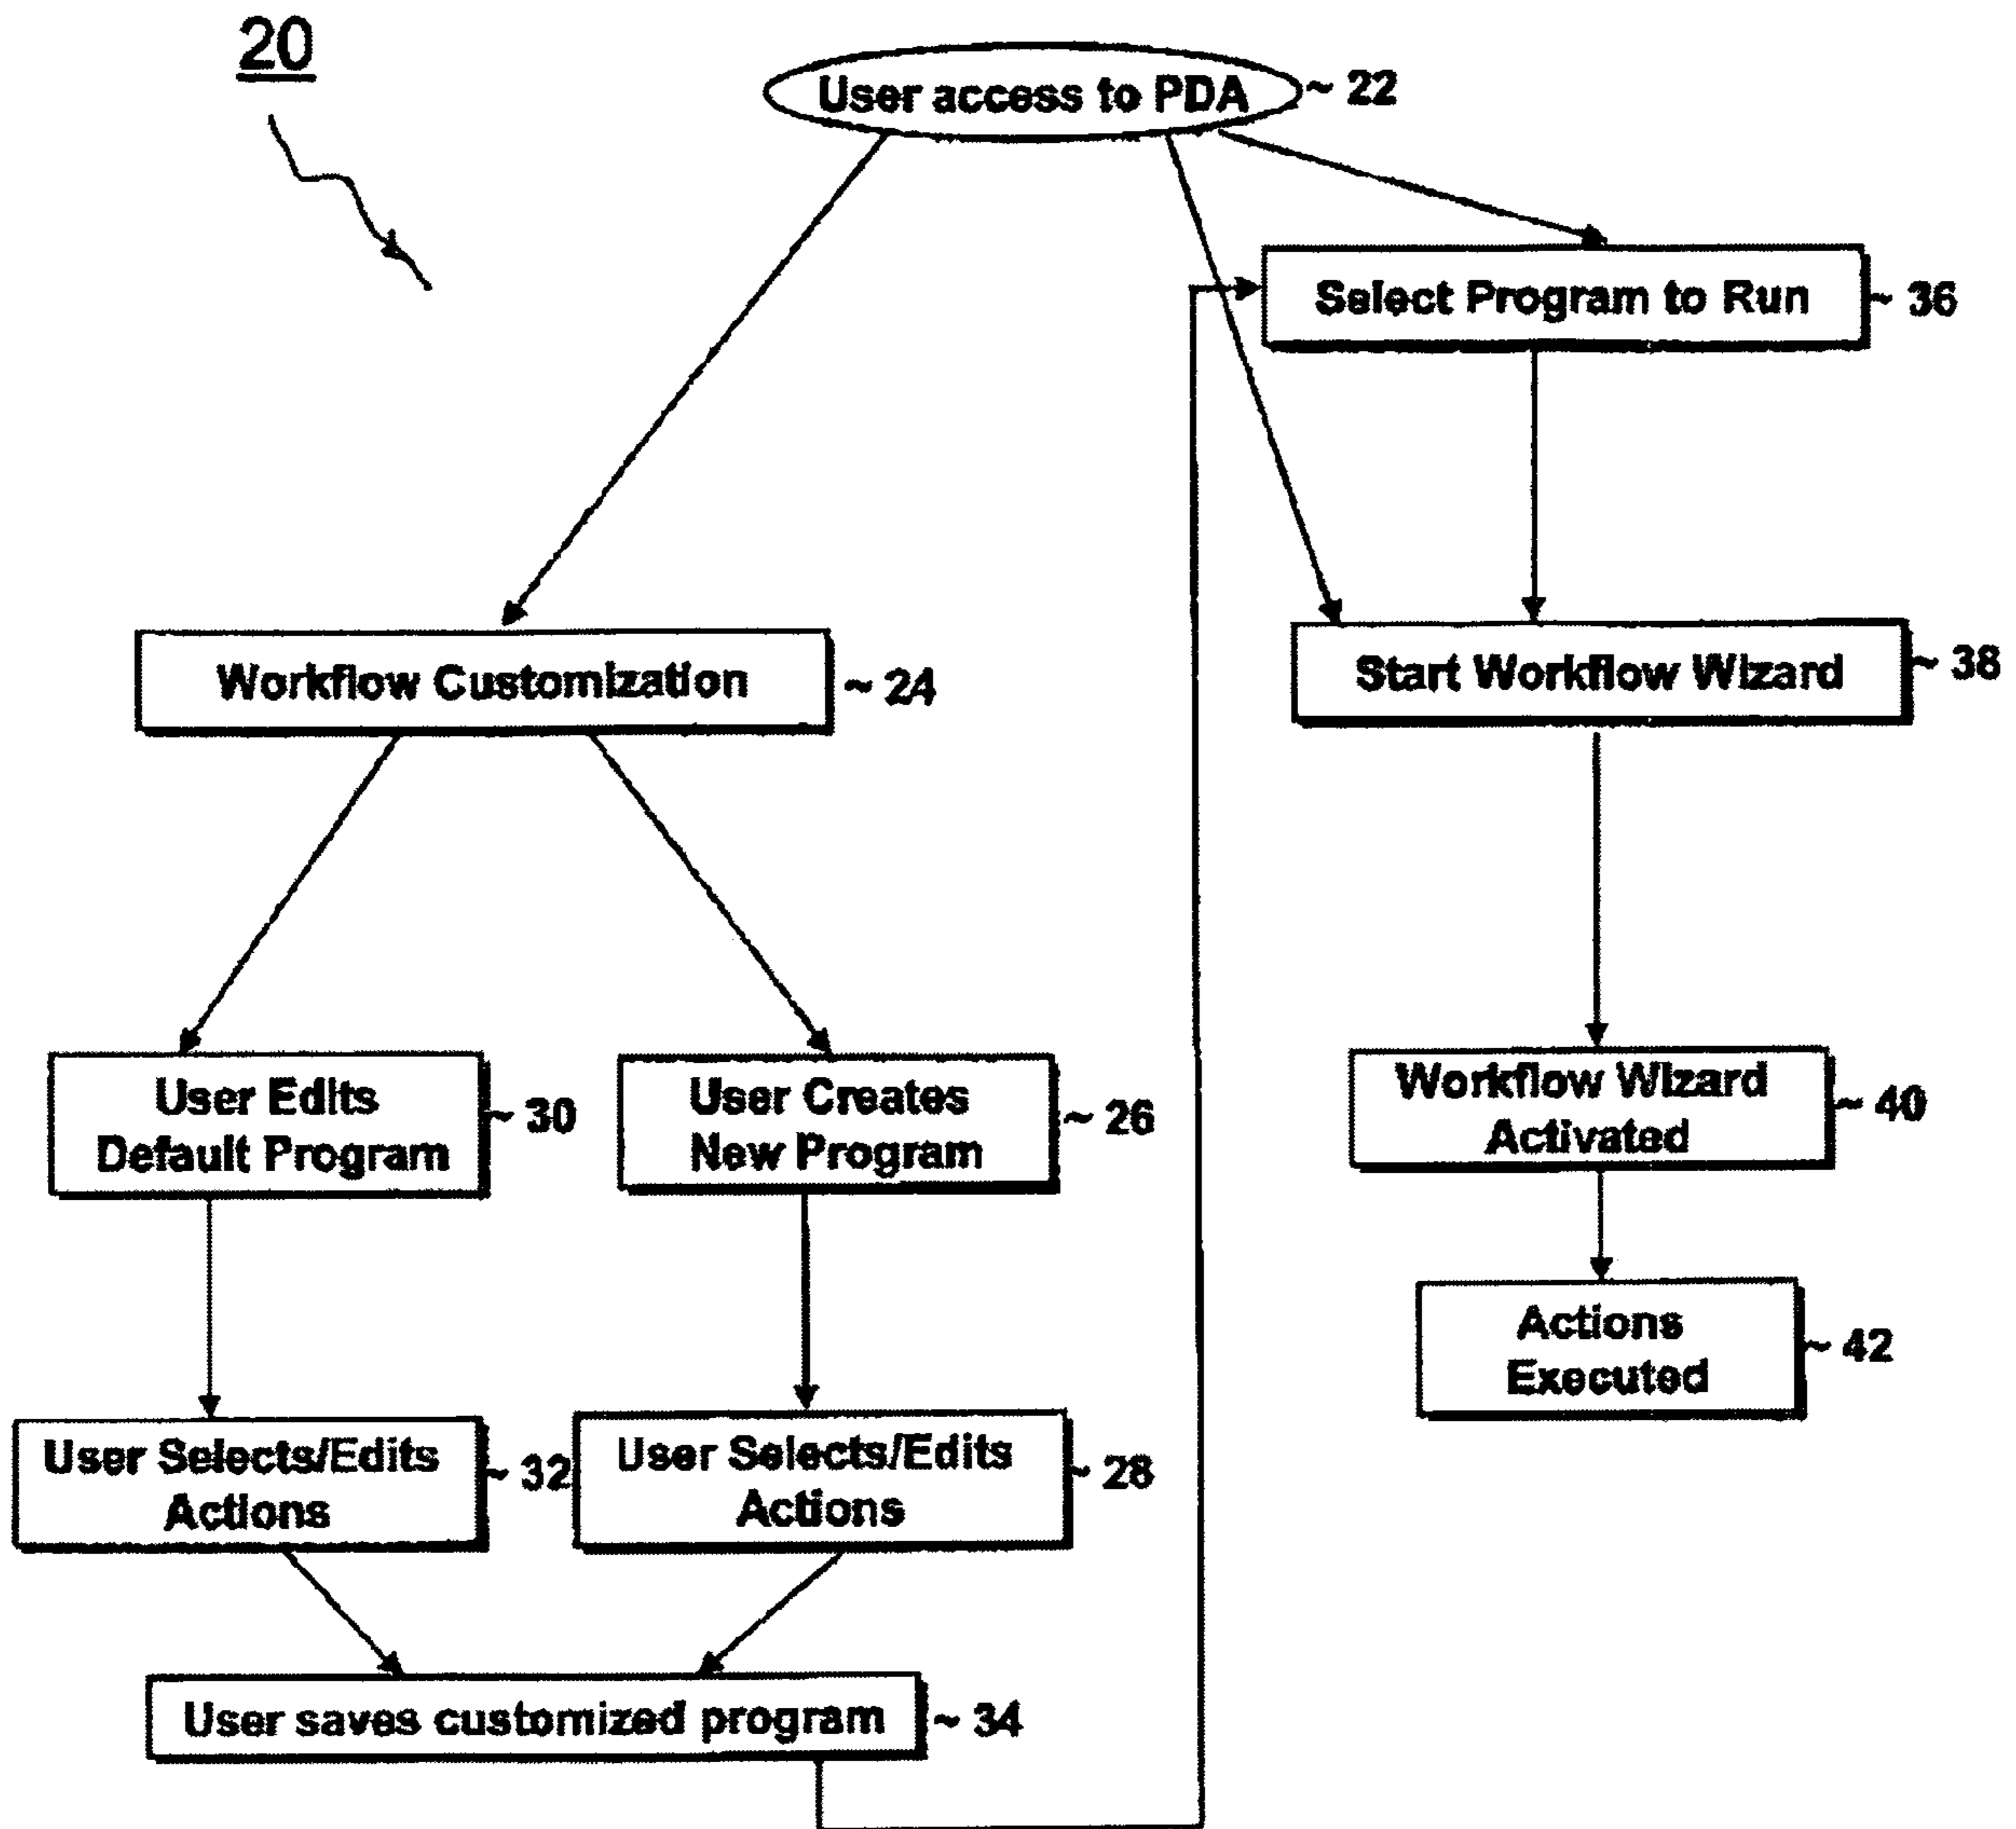 20
User access to PDA ~ 22
Select Program to Run ~ 36
Workflow Customization ~ 24
Start Workflow Wizard ~ 38
User Edits
Default Program ~ 30
User Creates
New Program ~ 26
Workflow Wizard
Activated ~ 40
Actions
Executed ~ 42
User Selects/Edits
Actions ~ 32
User Selects/Edits
Actions ~ 28
User saves customized program ~ 34